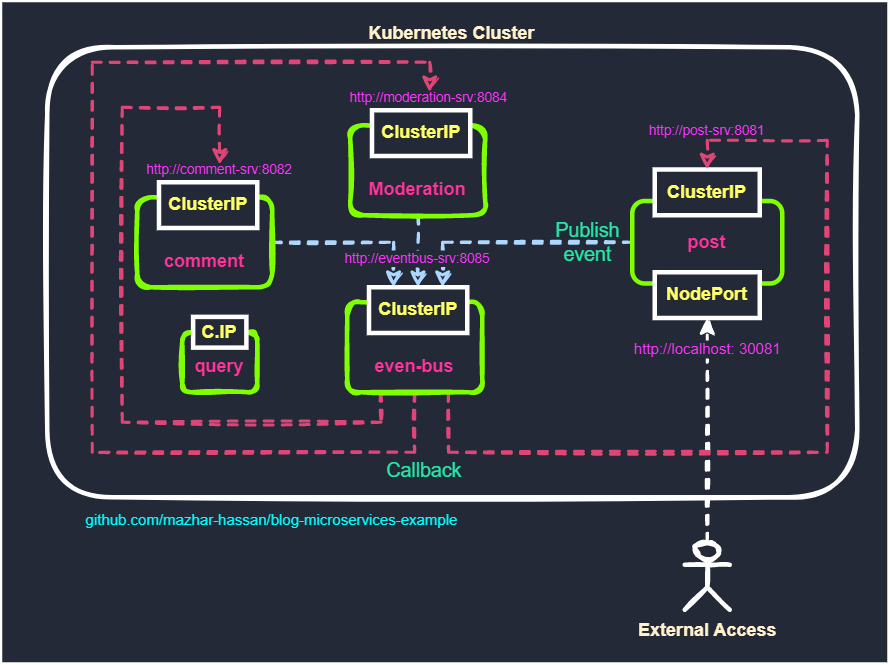 Kubernetes Cluster
http://moderation-srv:8084
ClusterIP
Moderation
http://post-srv:8081
ClusterIP
post
NodePort
http://localhost: 30081
http://comment-srv:8082
ClusterIP
comment
Publish
event
http://eventbus-srv:8085
ClusterIP
even-bus
C.IP
query
Callback
github.com/mazhar-hassan/blog-microservices-example
External Access